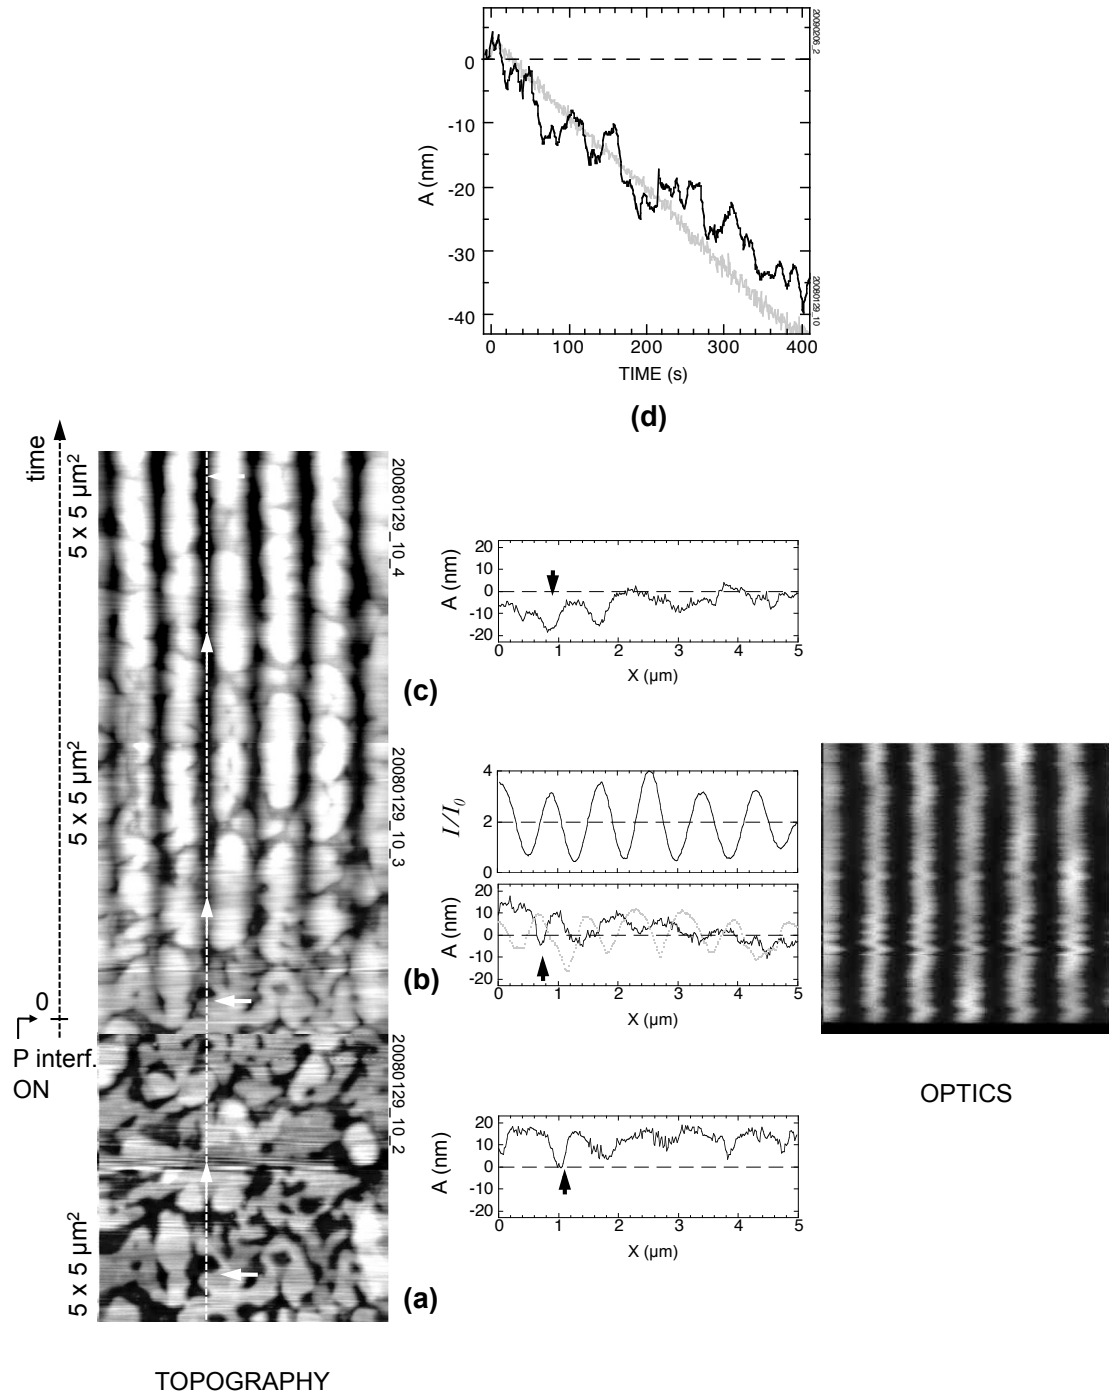 20090206_2
0
-10
-20
-30
-40
A (nm)
20080129_10
0 100 200 300 400
TIME (s)
(d)
time
5 x 5 µm²
20080129_10_4
20
10
0
-10
-20
A (nm)
0 1 2 3 4 5
X (µm)
(c)
5 x 5 µm²
20080129_10_3
4
2
0
I/I₀
20
10
0
-10
-20
A (nm)
0 1 2 3 4 5
X (µm)
(b)
0
P interf.
ON
20080129_10_2
OPTICS
20
10
0
-10
-20
A (nm)
0 1 2 3 4 5
X (µm)
5 x 5 µm²
(a)
TOPOGRAPHY